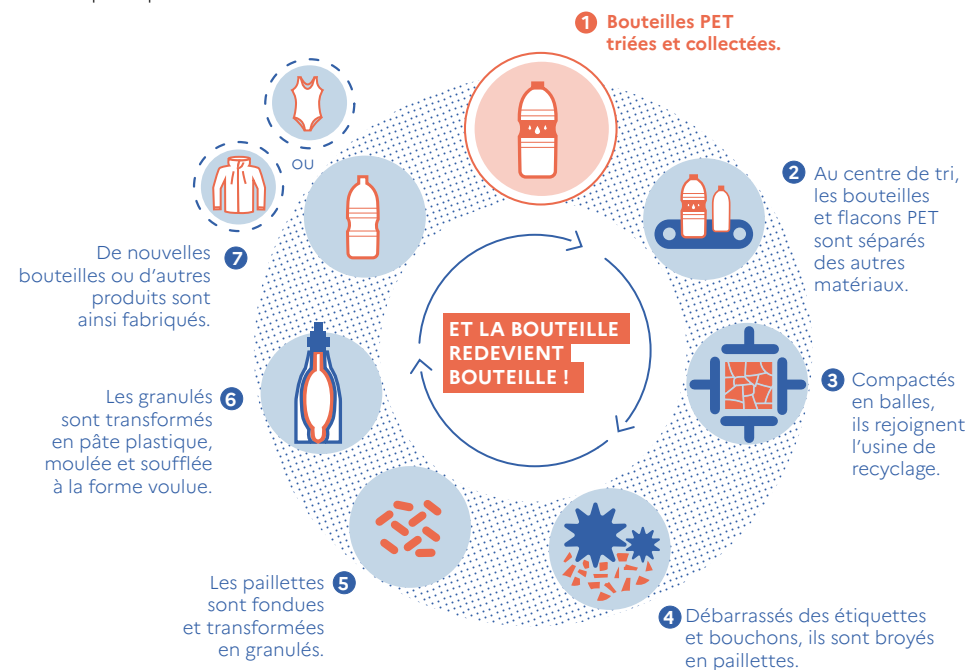 1 Bouteilles PET
triées et collectées.
2 Au centre de tri,
les bouteilles
et flacons PET
sont séparés
des autres
matériaux.
3 Compactés
en balles,
ils rejoignent
l'usine de
recyclage.
4 Débarrassés des étiquettes
et bouchons, ils sont broyés
en paillettes.
Les paillettes 5
sont fondues
et transformées
en granulés.
Les granulés 6
sont transformés
en pâte plastique,
moulée et soufflée
à la forme voulue.
De nouvelles 7
bouteilles ou d'autres
produits sont
ainsi fabriqués.
OU
ET LA BOUTEILLE
REDEVIENT
BOUTEILLE !